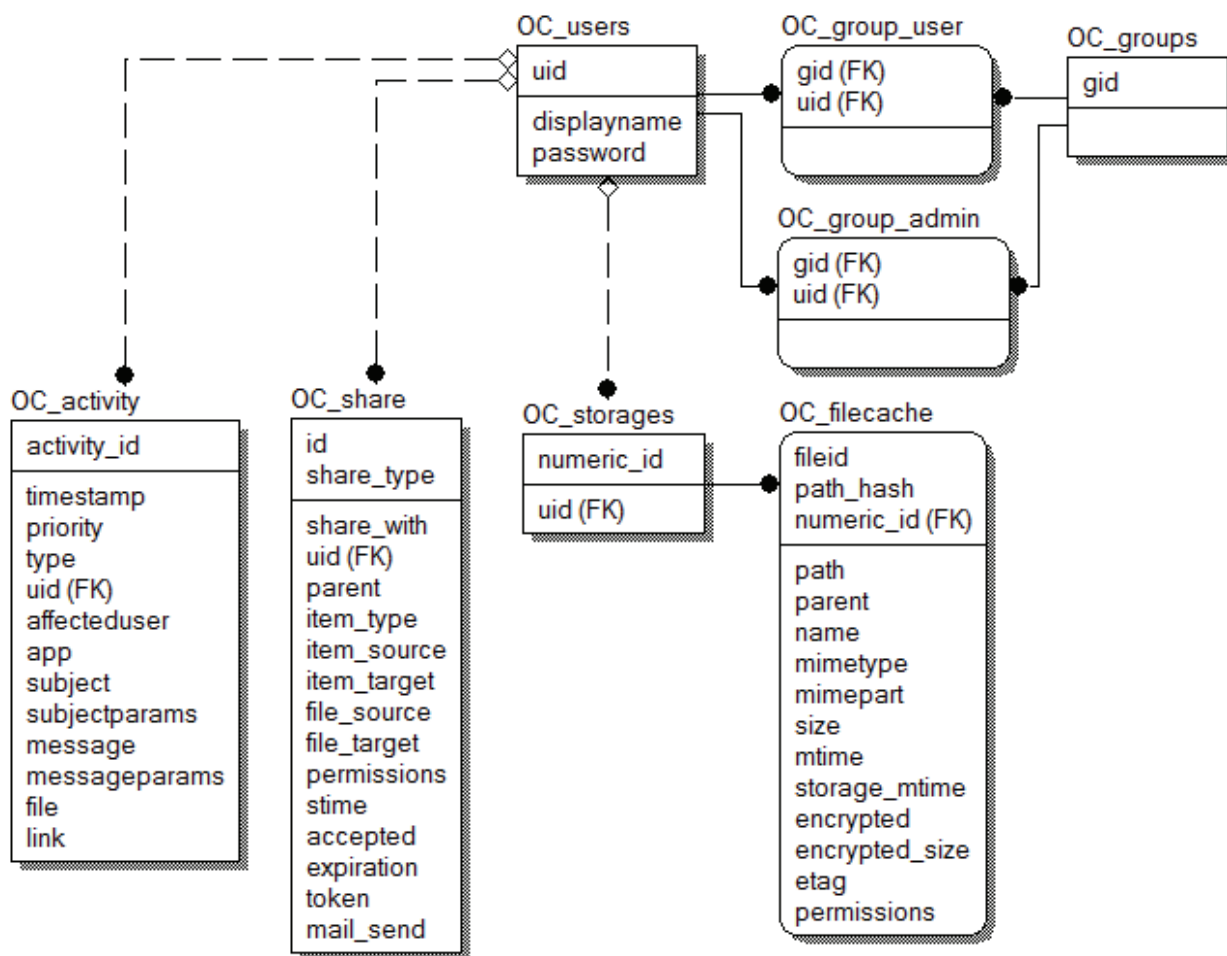 OC_users
uid
displayname
password
OC_group_user
gid (FK)
uid (FK)
OC_groups
gid
OC_group_admin
gid (FK)
uid (FK)
OC_activity
activity_id
timestamp
priority
type
uid (FK)
affecteduser
app
subject
subjectparams
message
messageparams
file
link
OC_share
id
share_type
share_with
uid (FK)
parent
item_type
item_source
item_target
file_source
file_target
permissions
stime
accepted
expiration
token
mail_send
OC_storages
numeric_id
uid (FK)
OC_filecache
fileid
path_hash
numeric_id (FK)
path
parent
name
mimetype
mimepart
size
mtime
storage_mtime
encrypted
encrypted_size
etag
permissions